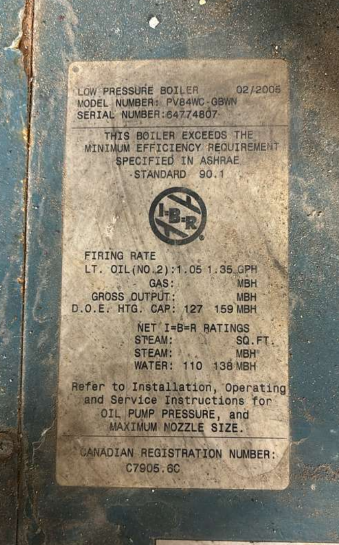 LOW PRESSURE BOILER 02/2006
MODEL NUMBER: PV84WC-GBWN
SERIAL NUMBER:64774807
THIS BOILER EXCEEDS THE
MINIMUM EFFICIENCY REQUIREMENT
SPECIFIED IN ASHRAE
STANDARD 90.1
I=B=R
FIRING RATE
LT. OIL(NO.2):1.05 1.35 GPH
GAS: MBH
GROSS OUTPUT: MBH
D.O.E. HTG. CAP: 127 159 MBH
NET I=B=R RATINGS
STEAM: SQ.FT.
STEAM: MBH
WATER: 110 138 MBH
Refer to Installation, Operating
and Service Instructions for
OIL PUMP PRESSURE, and
MAXIMUM NOZZLE SIZE.
CANADIAN REGISTRATION NUMBER:
C7905.6C